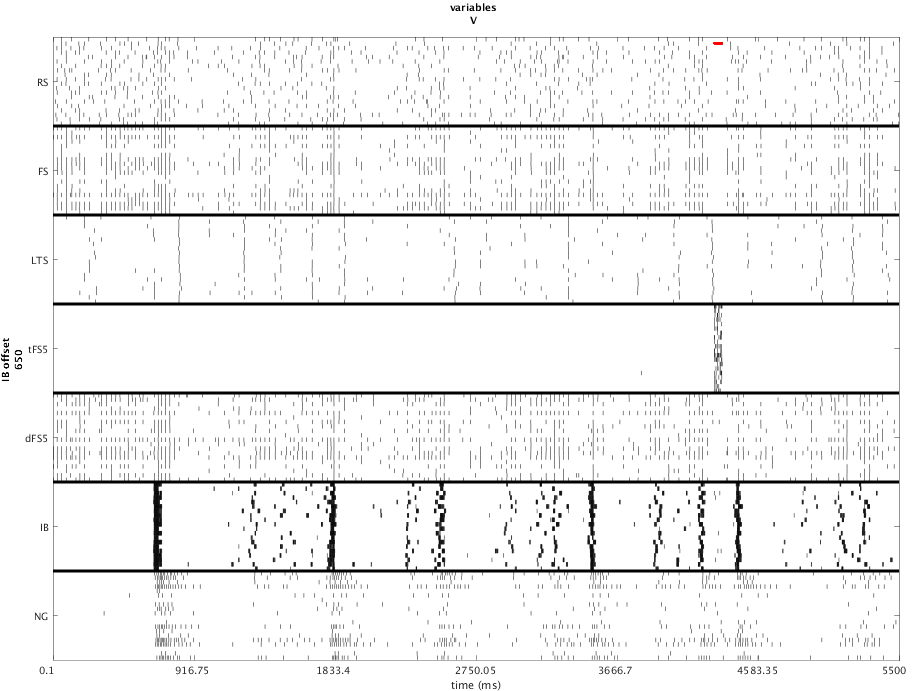 variables
V
RS
FS
LTS
tFS5
dFS5
IB
NG
IB offset
650
0.1
916.75
1833.4
2750.05
3666.7
4583.35
5500
time (ms)